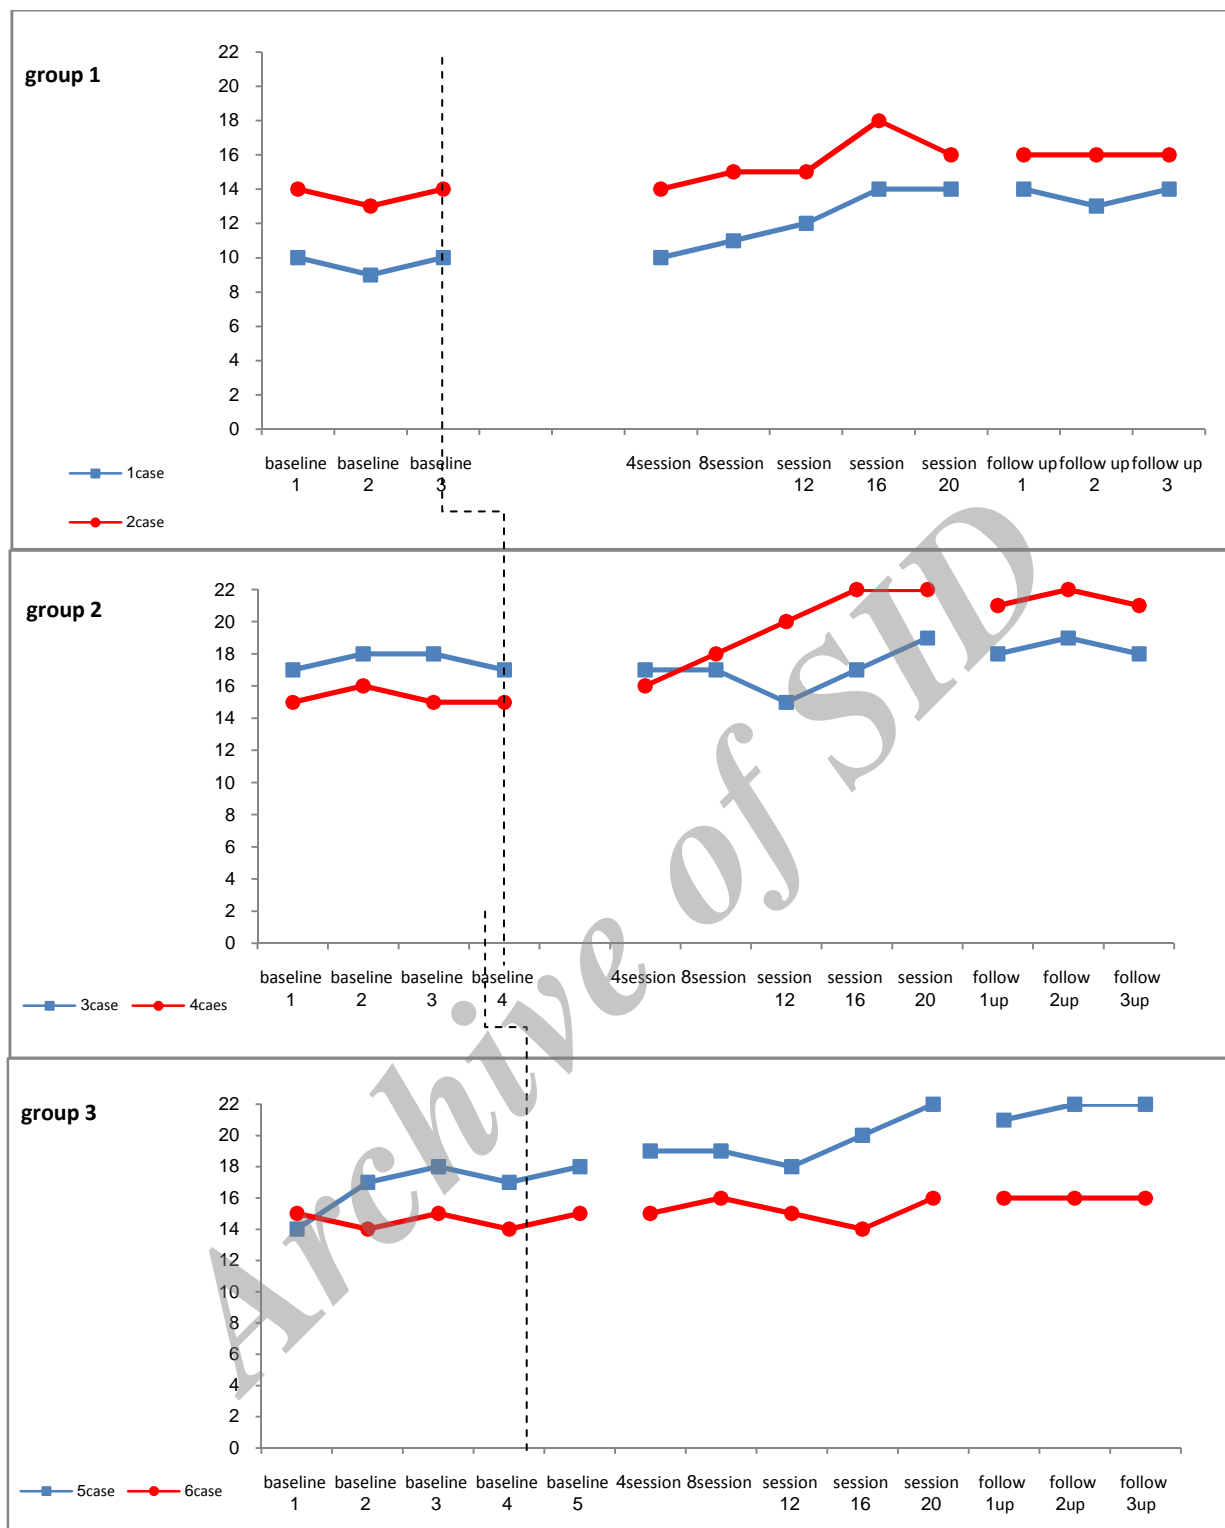 group 1
22
20
18
16
14
12
10
8
6
4
2
0
baseline baseline baseline 4session 8session session session session follow up follow up follow up
1 2 3 12 16 20 1 2 3
1case
2case
group 2
22
20
18
16
14
12
10
8
6
4
2
0
baseline baseline baseline baseline 4session 8session session session session follow follow follow
1 2 3 4 12 16 20 1up 2up 3up
3case 4caes
group 3
22
20
18
16
14
12
10
8
6
4
2
0
baseline baseline baseline baseline baseline 4session 8session session session session follow follow follow
1 2 3 4 5 12 16 20 1up 2up 3up
5case 6case
Archive of SID